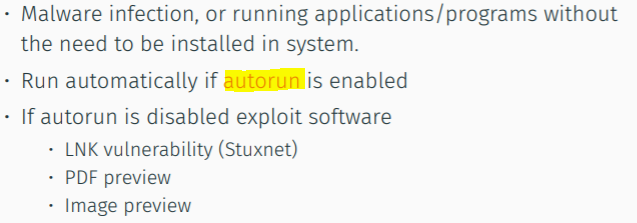 • Malware infection, or running applications/programs without
the need to be installed in system.
• Run automatically if autorun is enabled
• If autorun is disabled exploit software
• LNK vulnerability (Stuxnet)
• PDF preview
• Image preview